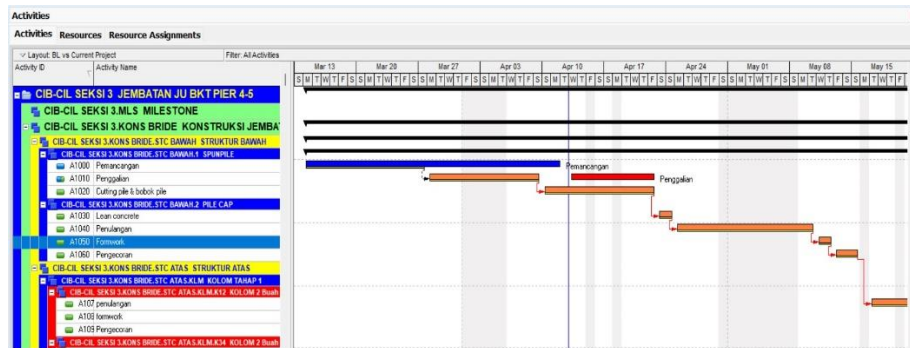 Activities
Activities Resources Resource Assignments
Layout: BL vs Current Project Filter: All Activities
Activity ID Activity Name Mar 13 Mar 20 Mar 27 Apr 03 Apr 10 Apr 17 Apr 24 May 01 May 08 May 15
S M T W T F S S M T W T F S S M T W T F S S M T W T F S S M T W T F S S M T W T F S S M T W T F S S M T W T F S S M T W T F S S M T W T F
CIB-CIL SEKSI 3 JEMBATAN JU BKT PIER 4-5
CIB-CIL SEKSI 3.MLS MILESTONE
CIB-CIL SEKSI 3.KONS BRIDE KONSTRUKSI JEMBA
CIB-CIL SEKSI 3.KONS BRIDE.STC BAWAH STRUKTUR BAWAH
CIB-CIL SEKSI 3.KONS BRIDE.STC BAWAH.1 SPUNPILE
A1000 Pemancangan Pemancangan
A1010 Penggalian Penggalian
A1020 Cutting pile & bobok pile
CIB-CIL SEKSI 3.KONS BRIDE.STC BAWAH.2 PILE CAP
A1030 Lean concrete
A1040 Penulangan
A1050 Formwork
A1060 Pengecoran
CIB-CIL SEKSI 3.KONS BRIDE.STC ATAS STRUKTUR ATAS
CIB-CIL SEKSI 3.KONS BRIDE.STC ATAS.KLM KOLOM TAHAP 1
CIB-CIL SEKSI 3.KONS BRIDE.STC ATAS.KLM.K12 KOLOM 2 Buah
A107 penulangan
A108 formwork
A109 Pengecoran
CIB-CIL SEKSI 3.KONS BRIDE.STC ATAS.KLM.K34 KOLOM 2 Buah